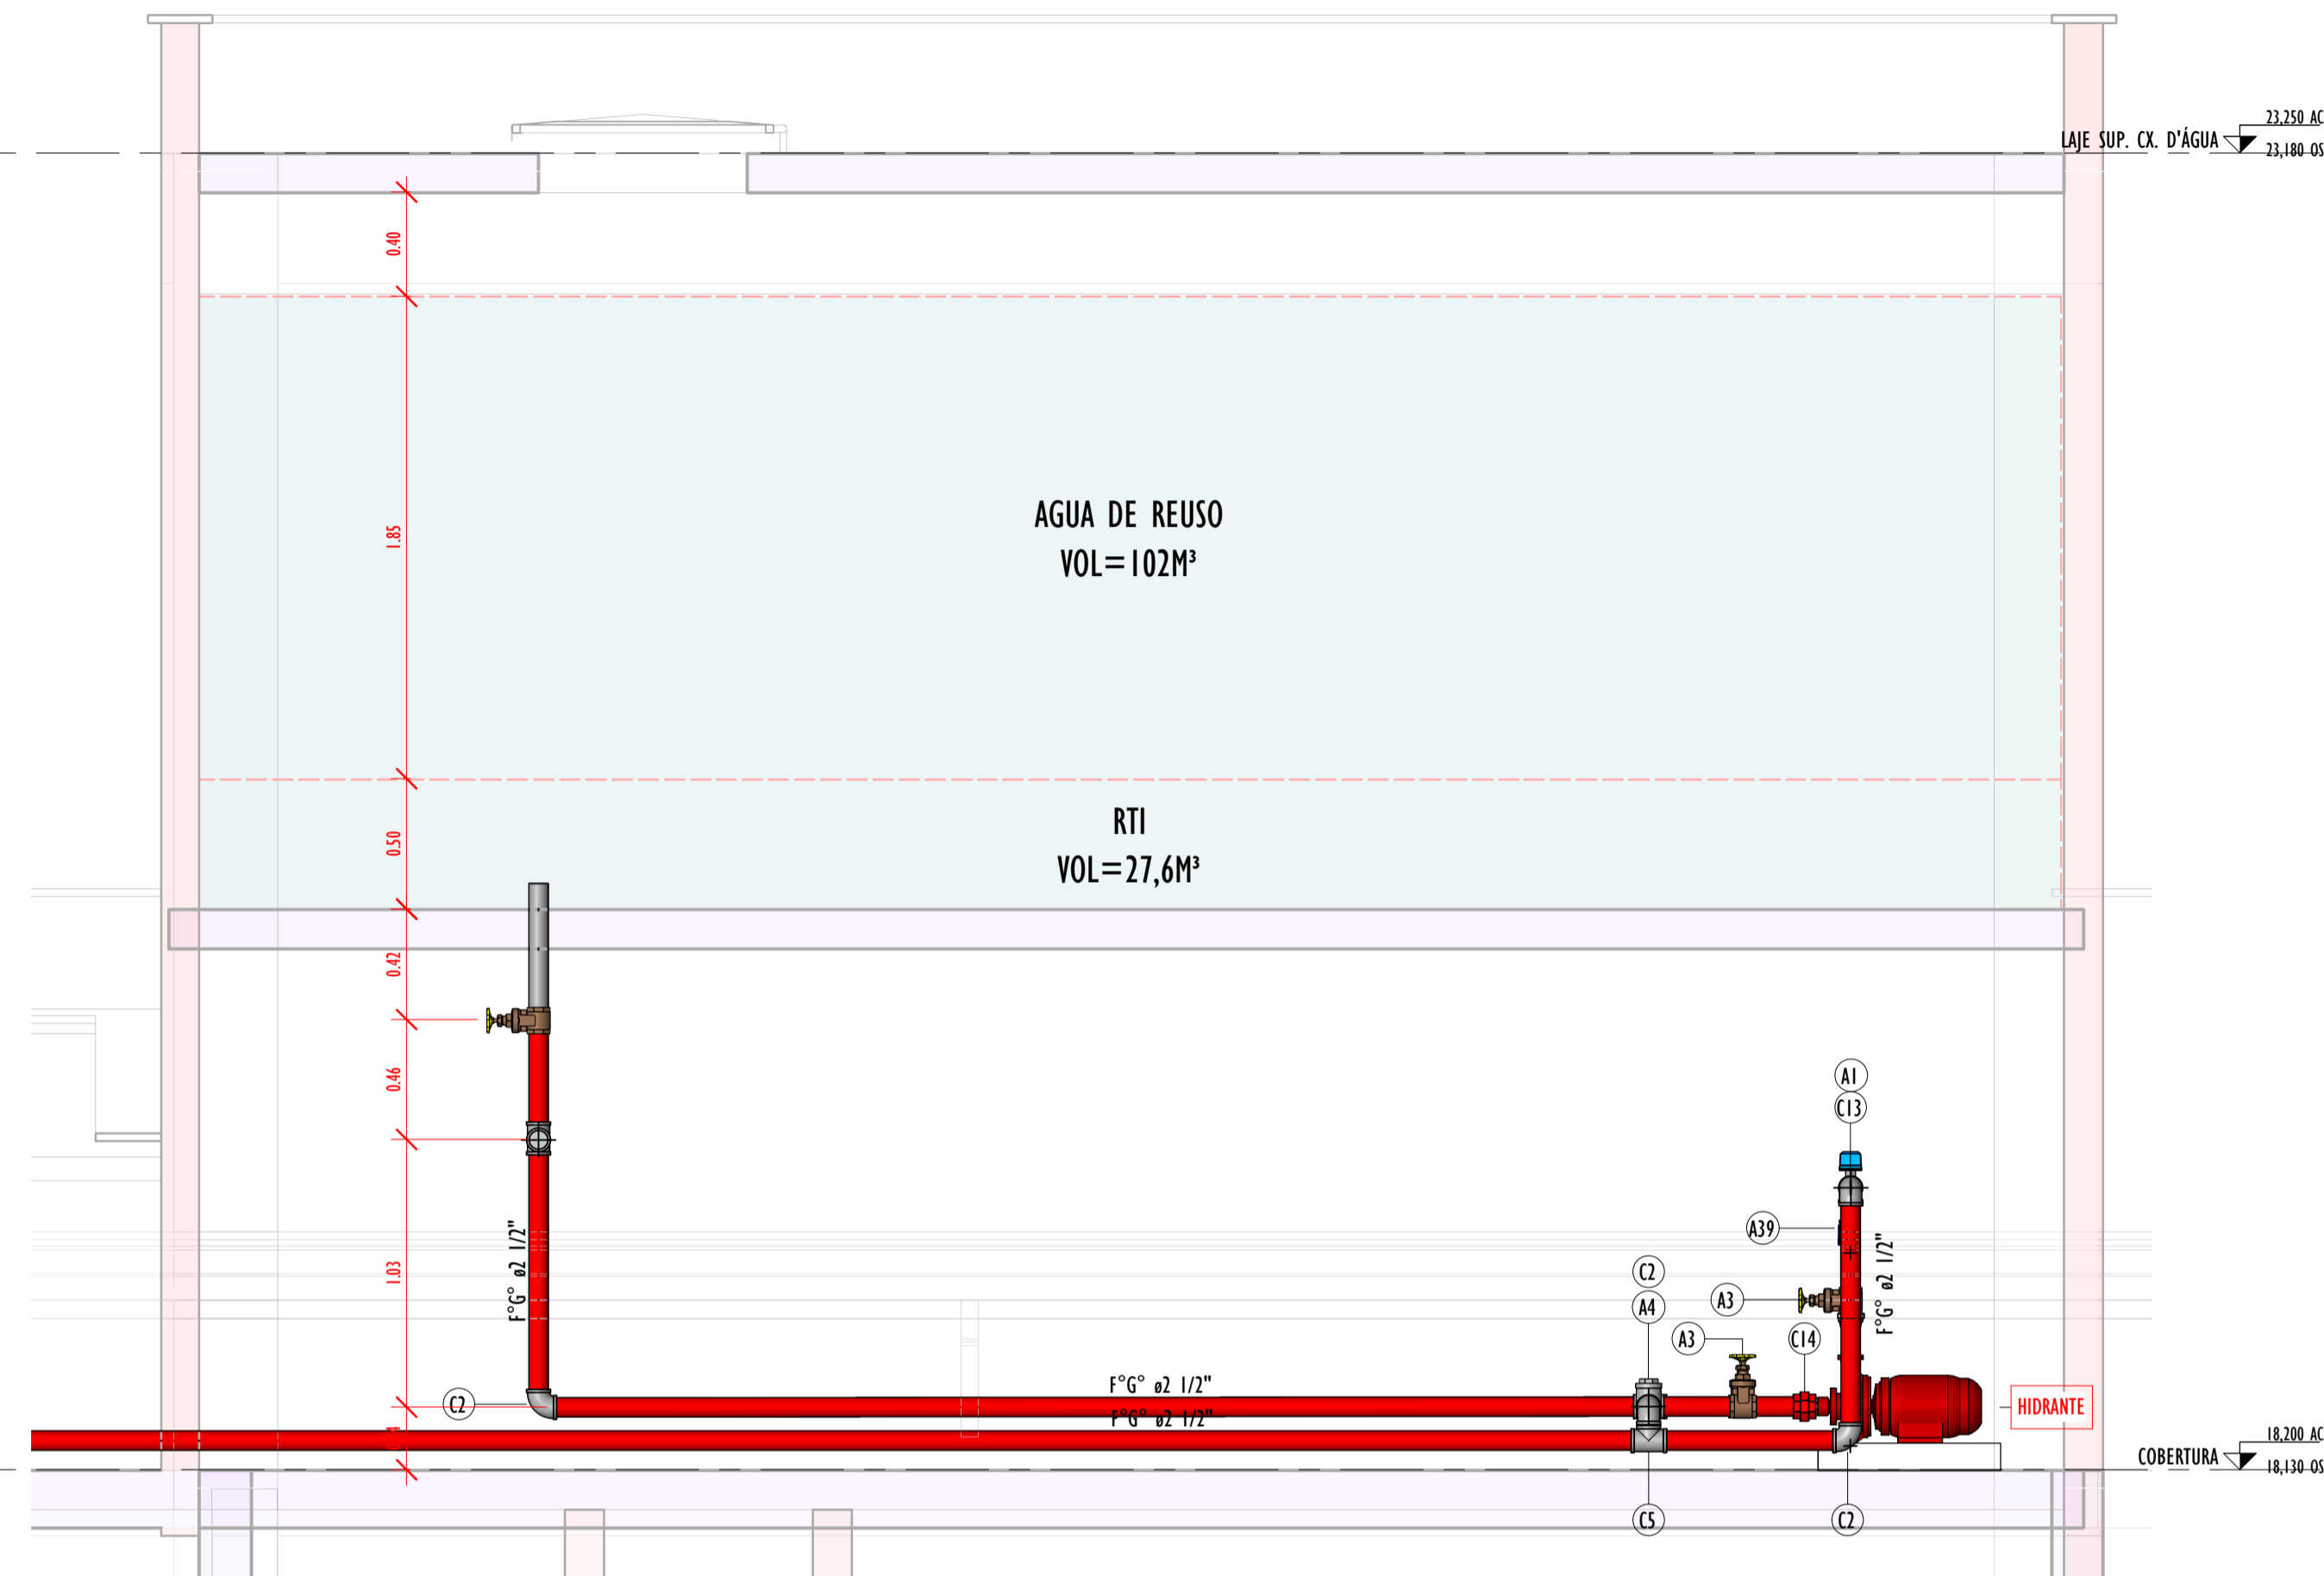 23,250 AC
LAJE SUP. CX. D'ÁGUA
23,180 OS
0.40
AGUA DE REUSO
VOL=102M³
1.85
RTI
VOL=27,6M³
0.50
0.42
0.46
A1
C13
A39
F°G° ø2 1/2"
F°G° ø2 1/2"
1.03
C2
A4
A3
A3
C14
F°G° ø2 1/2"
F°G° ø2 1/2"
C2
HIDRANTE
18,200 AC
COBERTURA
18,130 OS
C5
C2